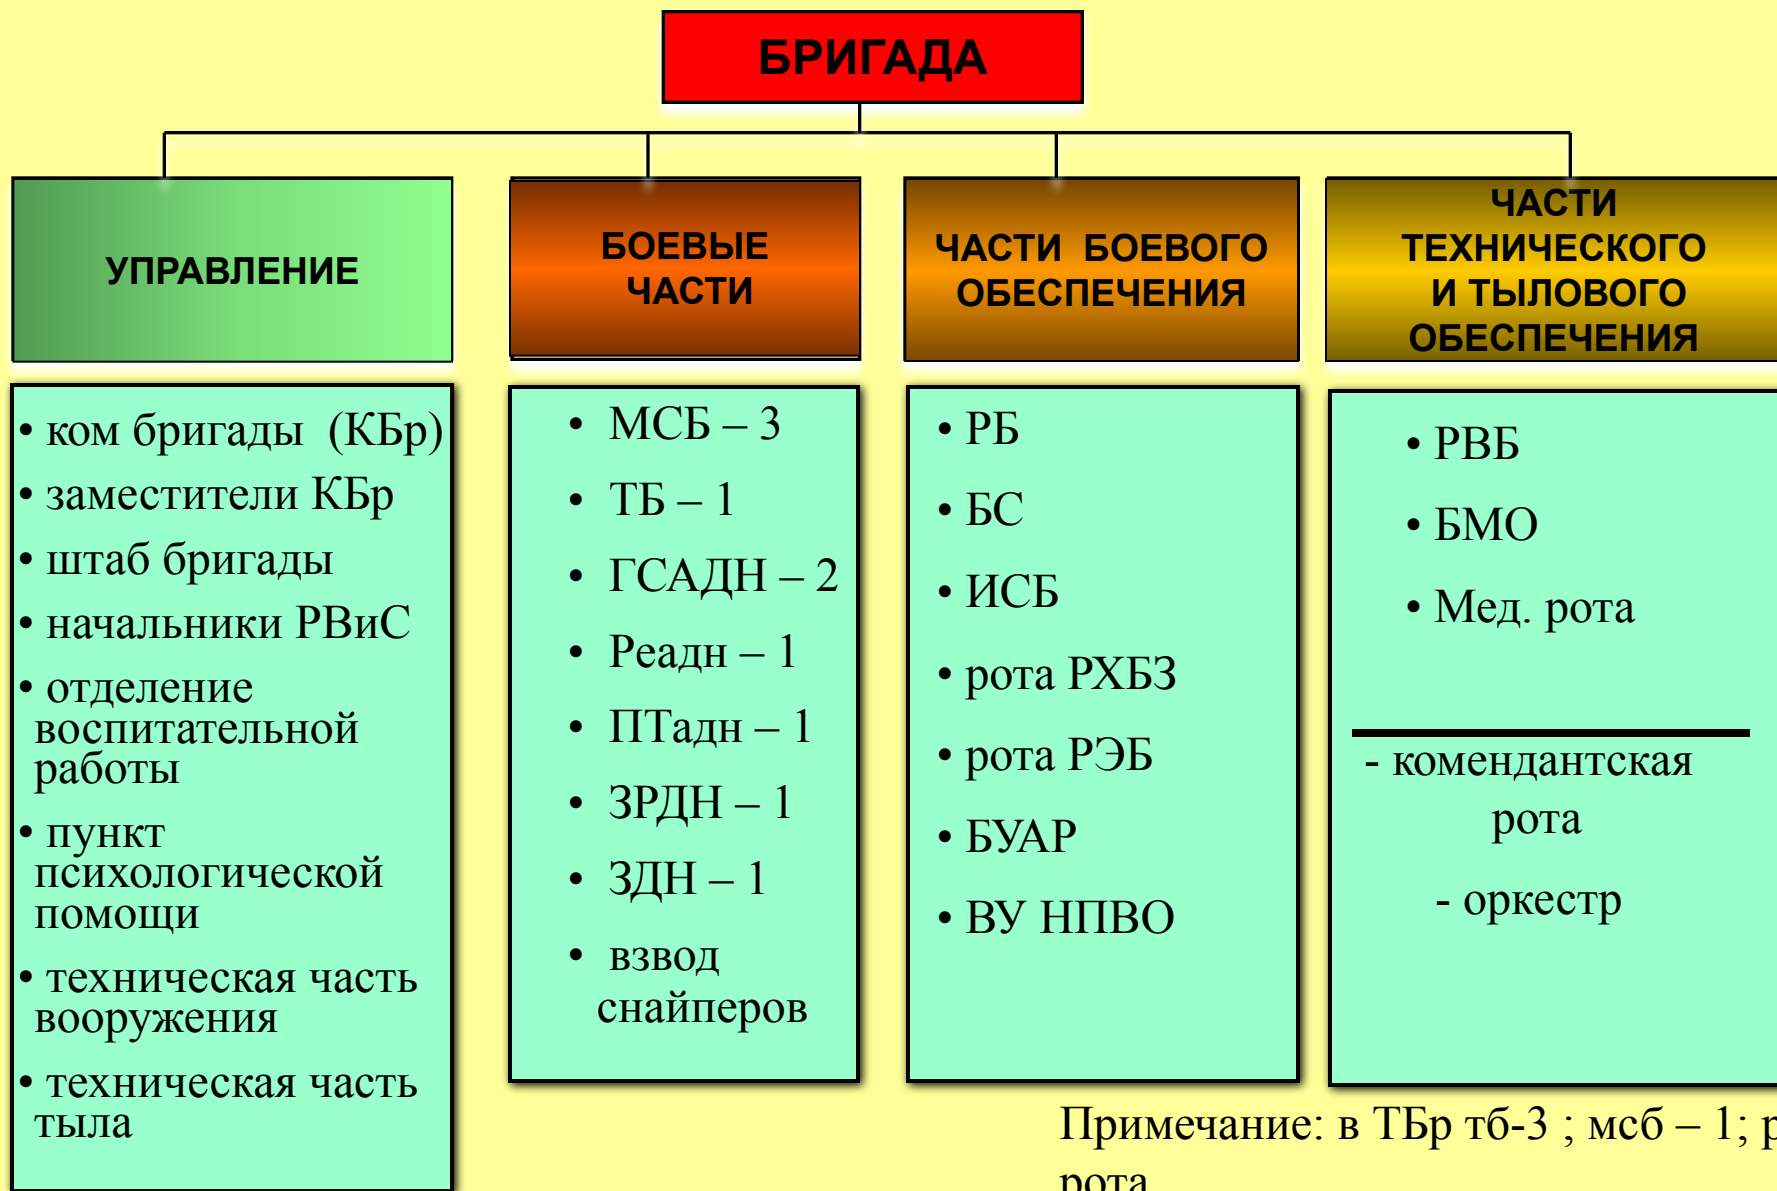 БРИГАДА
УПРАВЛЕНИЕ
• ком бригады (КБр)
• заместители КБр
• штаб бригады
• начальники РВиС
• отделение
воспитательной
работы
• пункт
психологической
помощи
• техническая часть
вооружения
• техническая часть
тыла
БОЕВЫЕ
ЧАСТИ
• МСБ – 3
• ТБ – 1
• ГСАДН – 2
• Реадн – 1
• ПТадн – 1
• ЗРДН – 1
• ЗДН – 1
• взвод
снайперов
ЧАСТИ БОЕВОГО
ОБЕСПЕЧЕНИЯ
• РБ
• БС
• ИСБ
• рота РХБЗ
• рота РЭБ
• БУАР
• ВУ НПВО
ЧАСТИ
ТЕХНИЧЕСКОГО
И ТЫЛОВОГО
ОБЕСПЕЧЕНИЯ
• РВБ
• БМО
• Мед. рота
- комендантская
рота
- оркестр
Примечание: в ТБр тб-3 ; мсб – 1;
рота